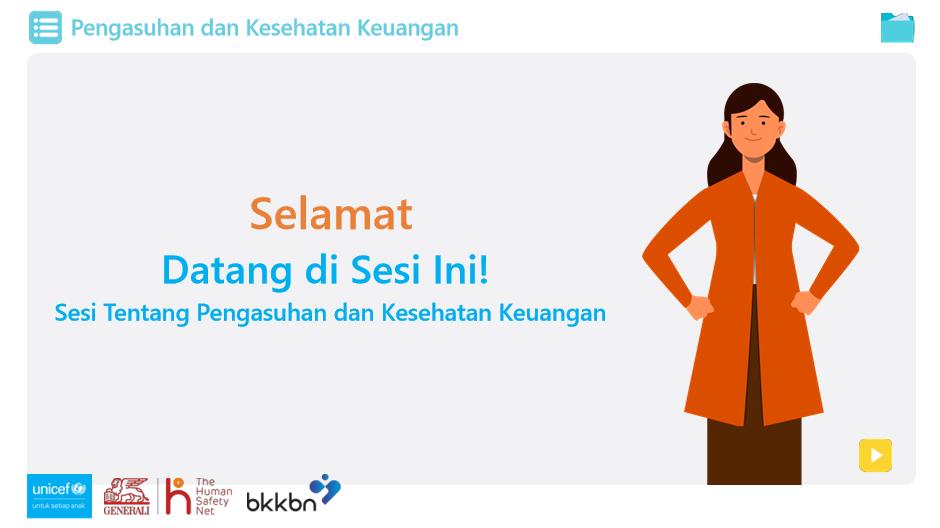 Pengasuhan dan Kesehatan Keuangan
Selamat
Datang di Sesi Ini!
Sesi Tentang Pengasuhan dan Kesehatan Keuangan
unicef
untuk setiap anak
GENERALI
The
Human
Safety
Net
bkkbn